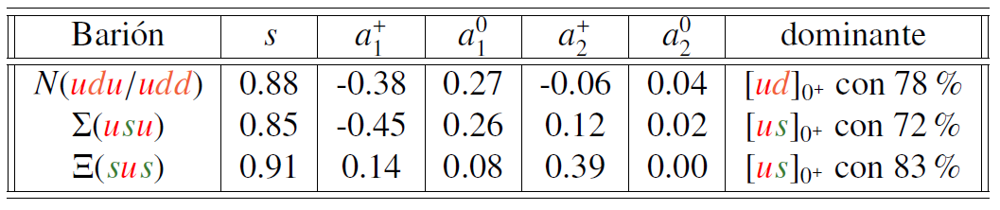 Barión s a₁⁺ a₁⁰ a₂⁺ a₂⁰ dominante
N(udu/udd) 0.88 -0.38 0.27 -0.06 0.04 [ud]₀₊ con 78 %
Σ(usu) 0.85 -0.45 0.26 0.12 0.02 [us]₀₊ con 72 %
Ξ(sus) 0.91 0.14 0.08 0.39 0.00 [us]₀₊ con 83 %